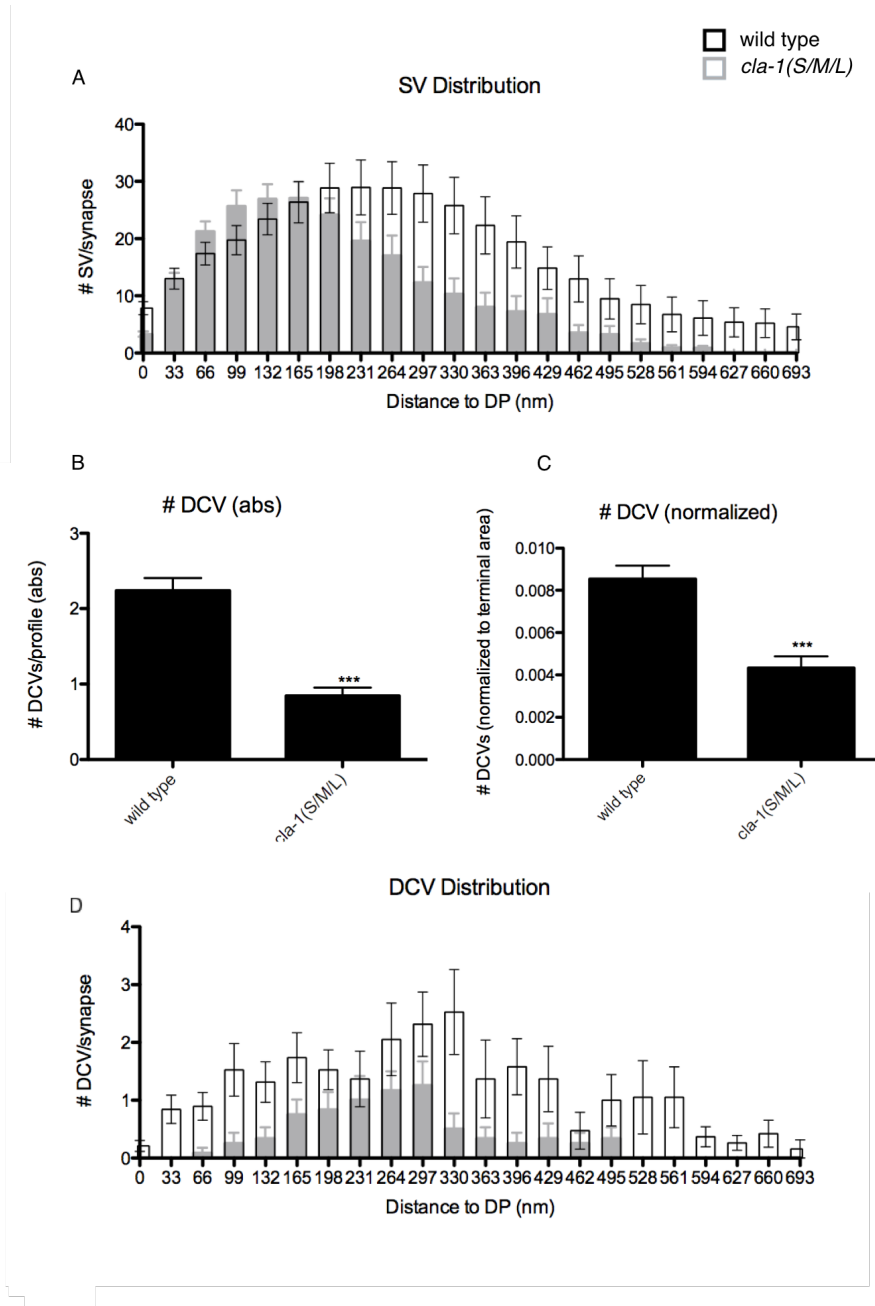 wild type
cla-1(S/M/L)
A
SV Distribution
40
30
20
10
0
# SV/synapse
0 33 66 99 132 165 198 231 264 297 330 363 396 429 462 495 528 561 594 627 660 693
Distance to DP (nm)
B
# DCV (abs)
3
2
1
0
# DCVs/profile (abs)
***
wild type
cla-1(S/M/L)
C
# DCV (normalized)
0.010
0.008
0.006
0.004
0.002
0.000
# DCVs (normalized to terminal area)
***
wild type
cla-1(S/M/L)
D
DCV Distribution
4
3
2
1
0
# DCV/synapse
0 33 66 99 132 165 198 231 264 297 330 363 396 429 462 495 528 561 594 627 660 693
Distance to DP (nm)